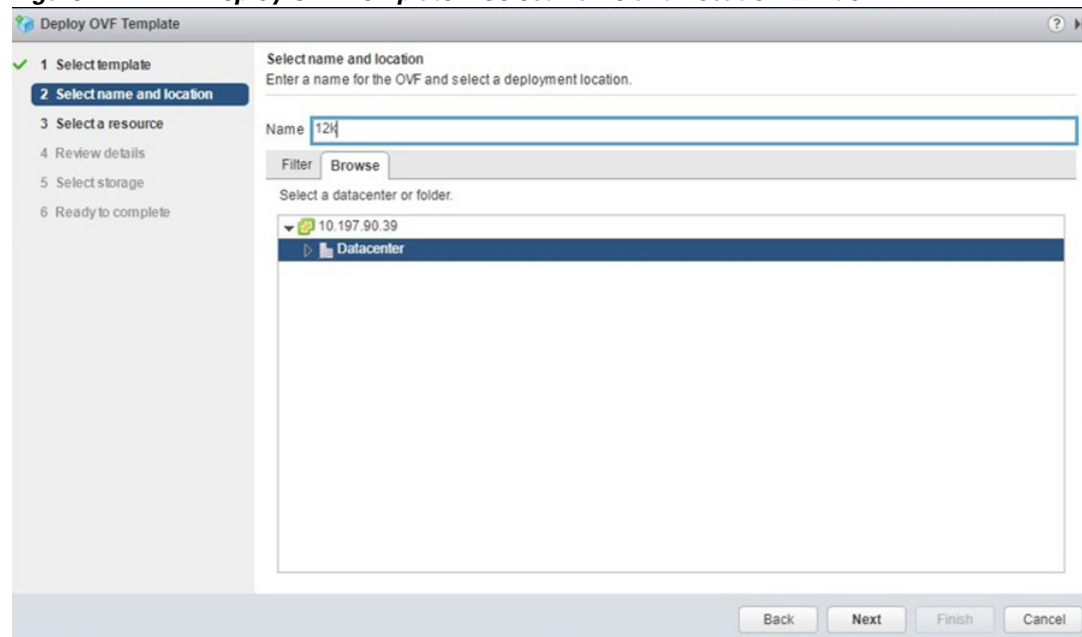 Deploy OVF Template
1 Select template
2 Select name and location
3 Select a resource
4 Review details
5 Select storage
6 Ready to complete
Select name and location
Enter a name for the OVF and select a deployment location.
Name 12k
Filter Browse
Select a datacenter or folder.
10.197.90.39
Datacenter
Back Next Finish Cancel